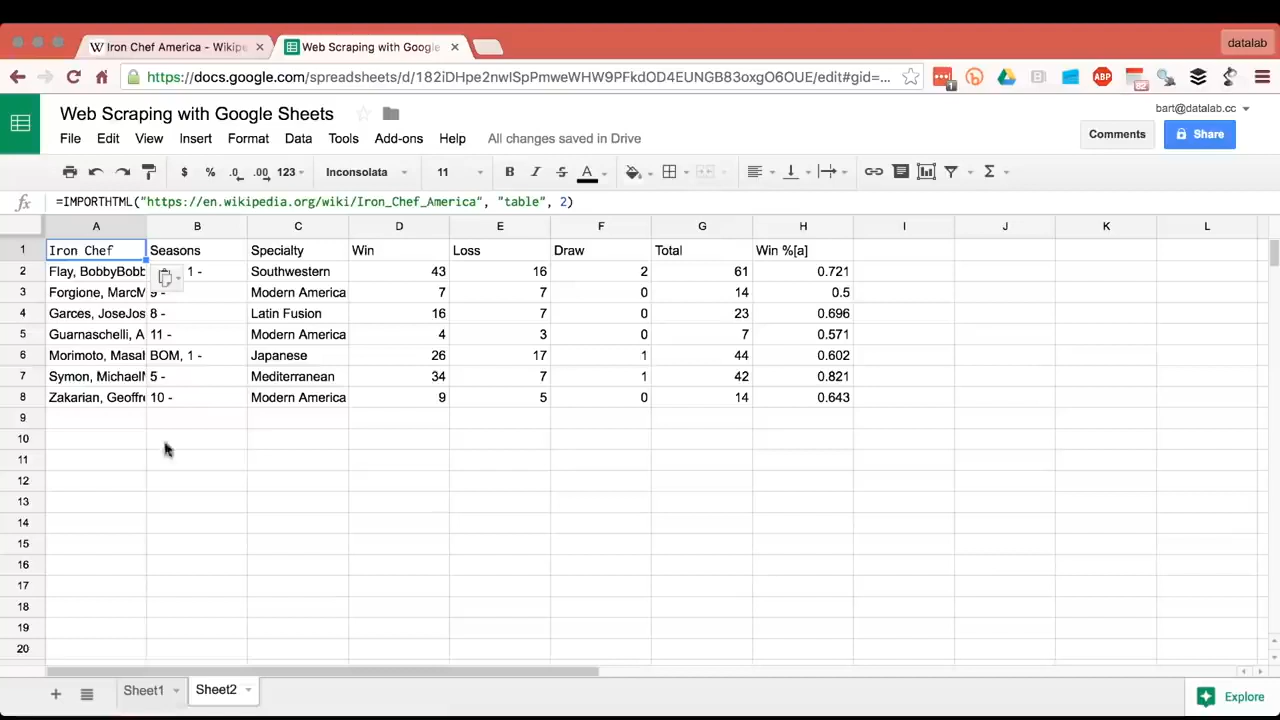 Iron Chef America - Wikipe
Web Scraping with Google
datalab
https://docs.google.com/spreadsheets/d/182iDHpe2nwlSpPmweWHW9PFkdOD4EUNGB83oxgO6OUE/edit#gid=...
ABP
Web Scraping with Google Sheets
bart@datalab.cc
File Edit View Insert Format Data Tools Add-ons Help All changes saved in Drive
Comments
Share
$ % .0 .00 123 Inconsolata 11 B I S A
fx =IMPORTHTML("https://en.wikipedia.org/wiki/Iron_Chef_America", "table", 2)
A B C D E F G H I J K L
1 Iron Chef Seasons Specialty Win Loss Draw Total Win %[a]
2 Flay, BobbyBobb 1 - Southwestern 43 16 2 61 0.721
3 Forgione, MarcM 9 - Modern America 7 7 0 14 0.5
4 Garces, JoseJos 8 - Latin Fusion 16 7 0 23 0.696
5 Guarnaschelli, A 11 - Modern America 4 3 0 7 0.571
6 Morimoto, Masal BOM, 1 - Japanese 26 17 1 44 0.602
7 Symon, Michael 5 - Mediterranean 34 7 1 42 0.821
8 Zakarian, Geoffr 10 - Modern America 9 5 0 14 0.643
9
10
11
12
13
14
15
16
17
18
19
20
Sheet1 Sheet2
Explore